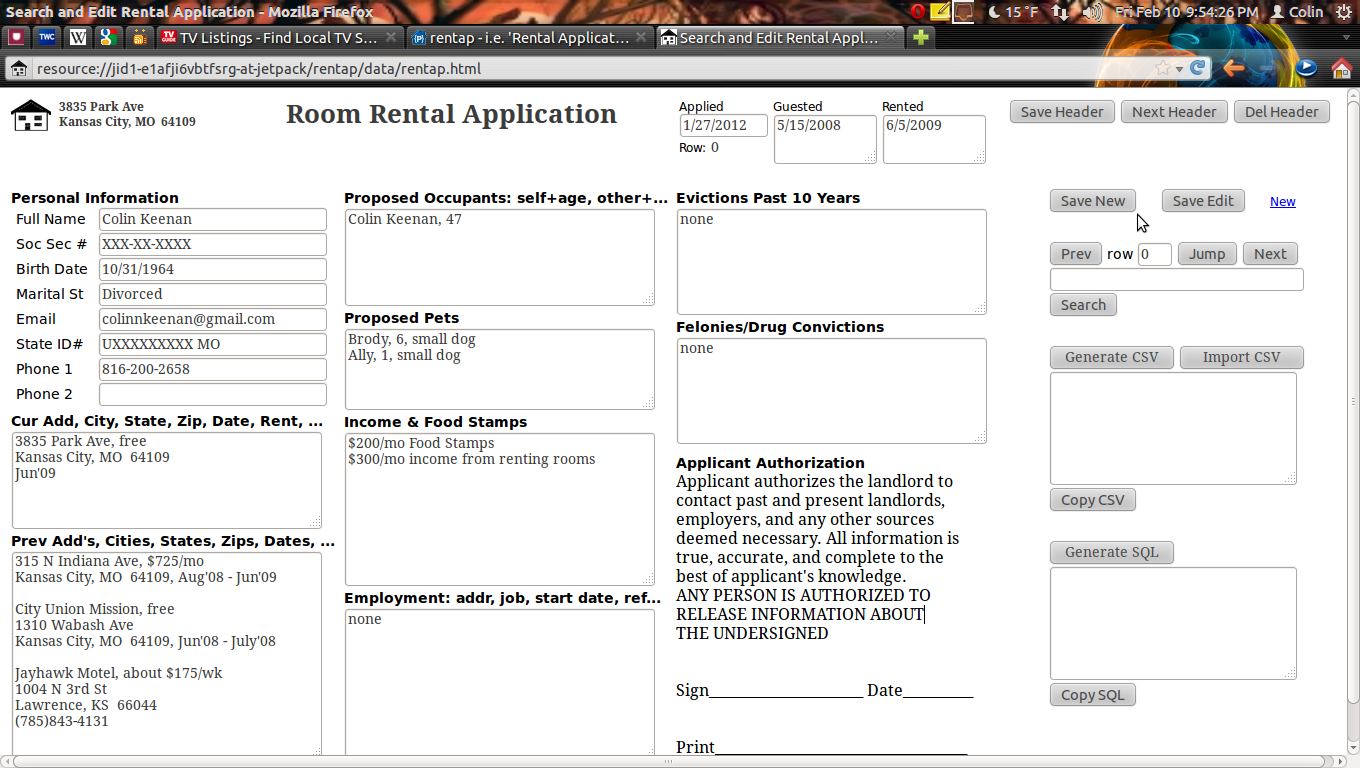 Search and Edit Rental Application - Mozilla Firefox
15 °F
Fri Feb 10 9:54:26 PM
Colin
TWC
W
TV GUIDE
TV Listings - Find Local TV S...
rentap - i.e. 'Rental Applicat...
Search and Edit Rental Appl...
resource://jid1-e1afji6vbtfsrg-at-jetpack/rentap/data/rentap.html
3835 Park Ave
Kansas City, MO 64109
Room Rental Application
Applied
Guested
Rented
1/27/2012
5/15/2008
6/5/2009
Row: 0
Save Header
Next Header
Del Header
Personal Information
Full Name
Colin Keenan
Soc Sec #
XXX-XX-XXXX
Birth Date
10/31/1964
Marital St
Divorced
Email
colinnkeenan@gmail.com
State ID#
UXXXXXXXXX MO
Phone 1
816-200-2658
Phone 2
Cur Add, City, State, Zip, Date, Rent, ...
3835 Park Ave, free
Kansas City, MO 64109
Jun'09
Prev Add's, Cities, States, Zips, Dates, ...
315 N Indiana Ave, $725/mo
Kansas City, MO 64109, Aug'08 - Jun'09
City Union Mission, free
1310 Wabash Ave
Kansas City, MO 64109, Jun'08 - July'08
Jayhawk Motel, about $175/wk
1004 N 3rd St
Lawrence, KS 66044
(785)843-4131
Proposed Occupants: self+age, other+...
Colin Keenan, 47
Proposed Pets
Brody, 6, small dog
Ally, 1, small dog
Income & Food Stamps
$200/mo Food Stamps
$300/mo income from renting rooms
Employment: addr, job, start date, ref...
none
Evictions Past 10 Years
none
Felonies/Drug Convictions
none
Applicant Authorization
Applicant authorizes the landlord to
contact past and present landlords,
employers, and any other sources
deemed necessary. All information is
true, accurate, and complete to the
best of applicant's knowledge.
ANY PERSON IS AUTHORIZED TO
RELEASE INFORMATION ABOUT
THE UNDERSIGNED
Sign______________________ Date__________
Print____________________________________
Save New
Save Edit
New
Prev
row
0
Jump
Next
Search
Generate CSV
Import CSV
Copy CSV
Generate SQL
Copy SQL